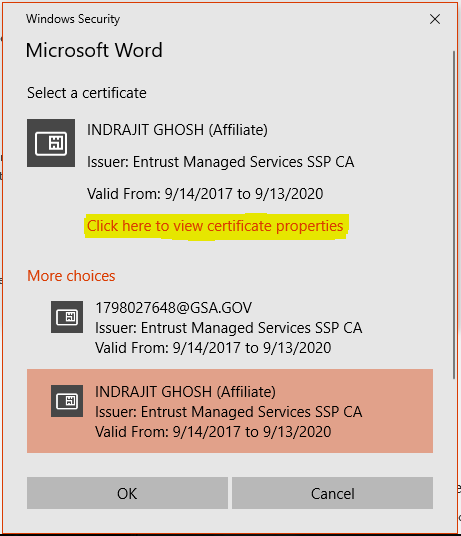 Windows Security
Microsoft Word
Select a certificate
INDRAJIT GHOSH (Affiliate)
Issuer: Entrust Managed Services SSP CA
Valid From: 9/14/2017 to 9/13/2020
Click here to view certificate properties
More choices
1798027648@GSA.GOV
Issuer: Entrust Managed Services SSP CA
Valid From: 9/14/2017 to 9/13/2020
INDRAJIT GHOSH (Affiliate)
Issuer: Entrust Managed Services SSP CA
Valid From: 9/14/2017 to 9/13/2020
OK
Cancel